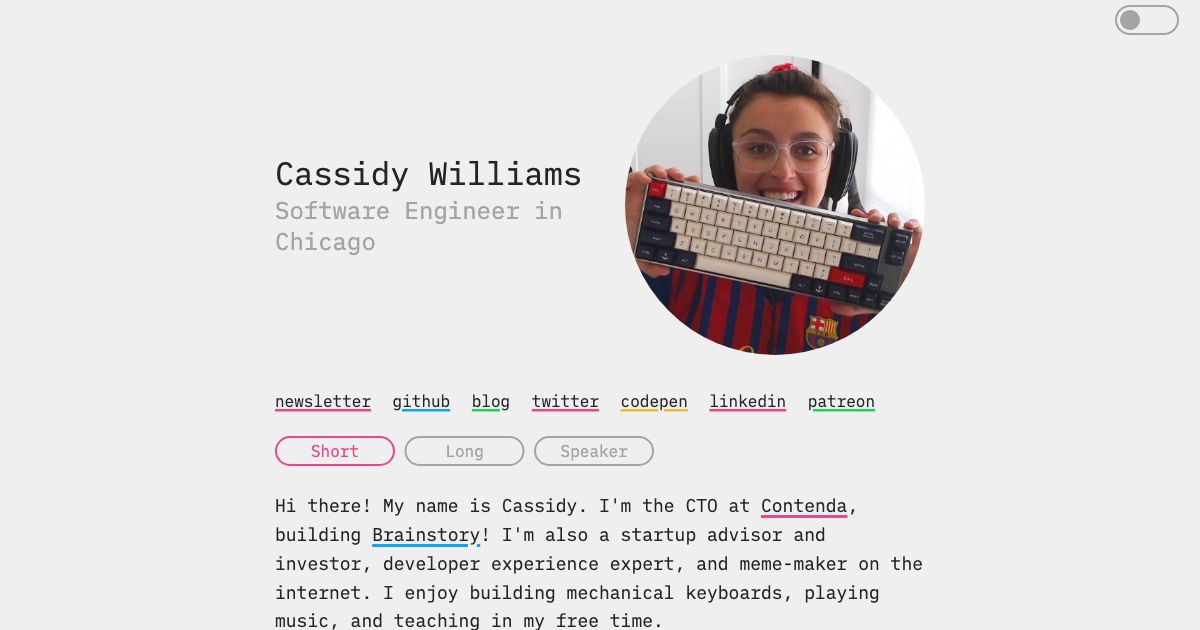 Cassidy Williams
Software Engineer in
Chicago
newsletter github blog twitter codepen linkedin patreon
Short Long Speaker
Hi there! My name is Cassidy. I'm the CTO at Contenda,
building Brainstory! I'm also a startup advisor and
investor, developer experience expert, and meme-maker on the
internet. I enjoy building mechanical keyboards, playing
music, and teaching in my free time.